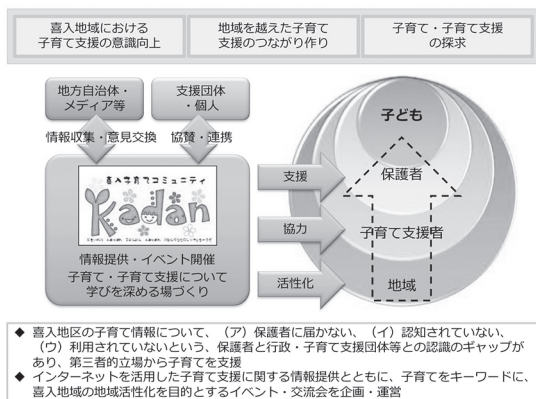 喜入地域における
子育て支援の意識向上
地域を越えた子育て
支援のつながり作り
子育て・子育て支援
の探求
地方自治体・
メディア等
支援団体
・個人
情報収集・意見交換
協賛・連携
喜入子育てコミュニティ
Kadan
情報提供・イベント開催
子育て・子育て支援について
学びを深める場づくり
支援
協力
活性化
子ども
保護者
子育て支援者
地域
◆ 喜入地区の子育て情報について、（ア）保護者に届かない、（イ）認知されていない、
（ウ）利用されていないという、保護者と行政・子育て支援団体等との認識のギャップが
あり、第三者的立場から子育てを支援
◆ インターネットを活用した子育て支援に関する情報提供とともに、子育てをキーワードに、
喜入地域の地域活性化を目的とするイベント・交流会を企画・運営